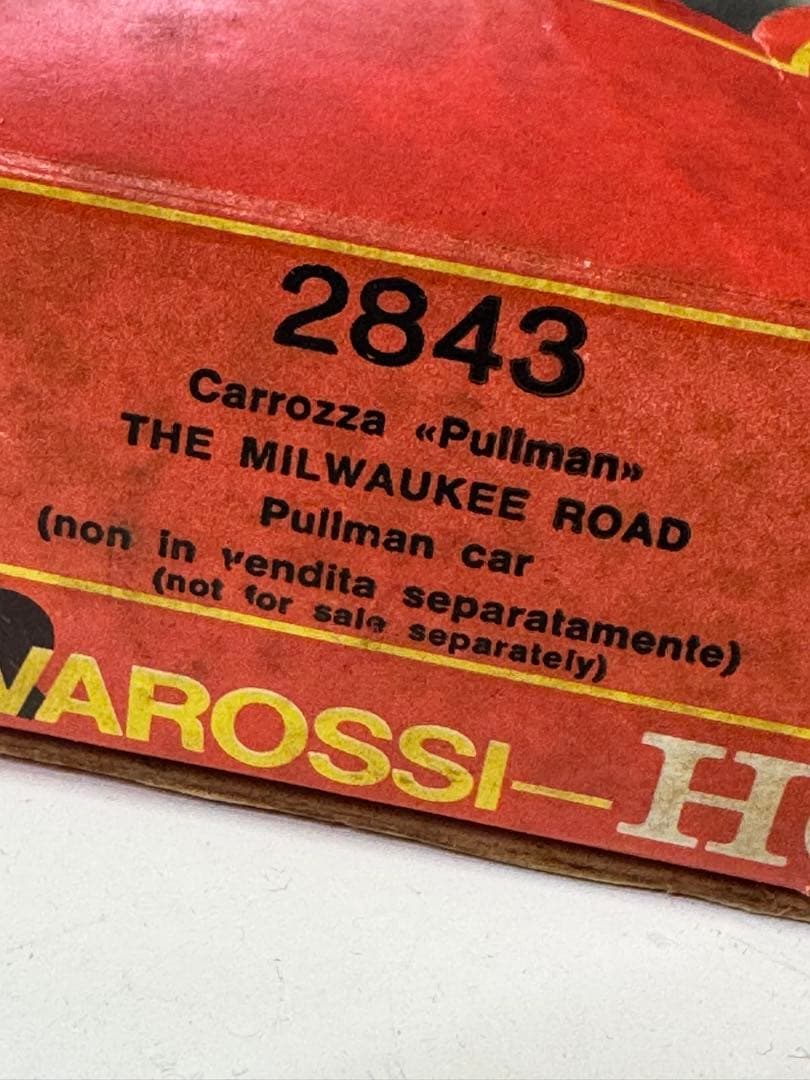 2843
Carrozza «Pullman»
THE MILWAUKEE ROAD
Pullman car
(non in vendita separatamente)
(not for sale separately)
VAROSSI—H